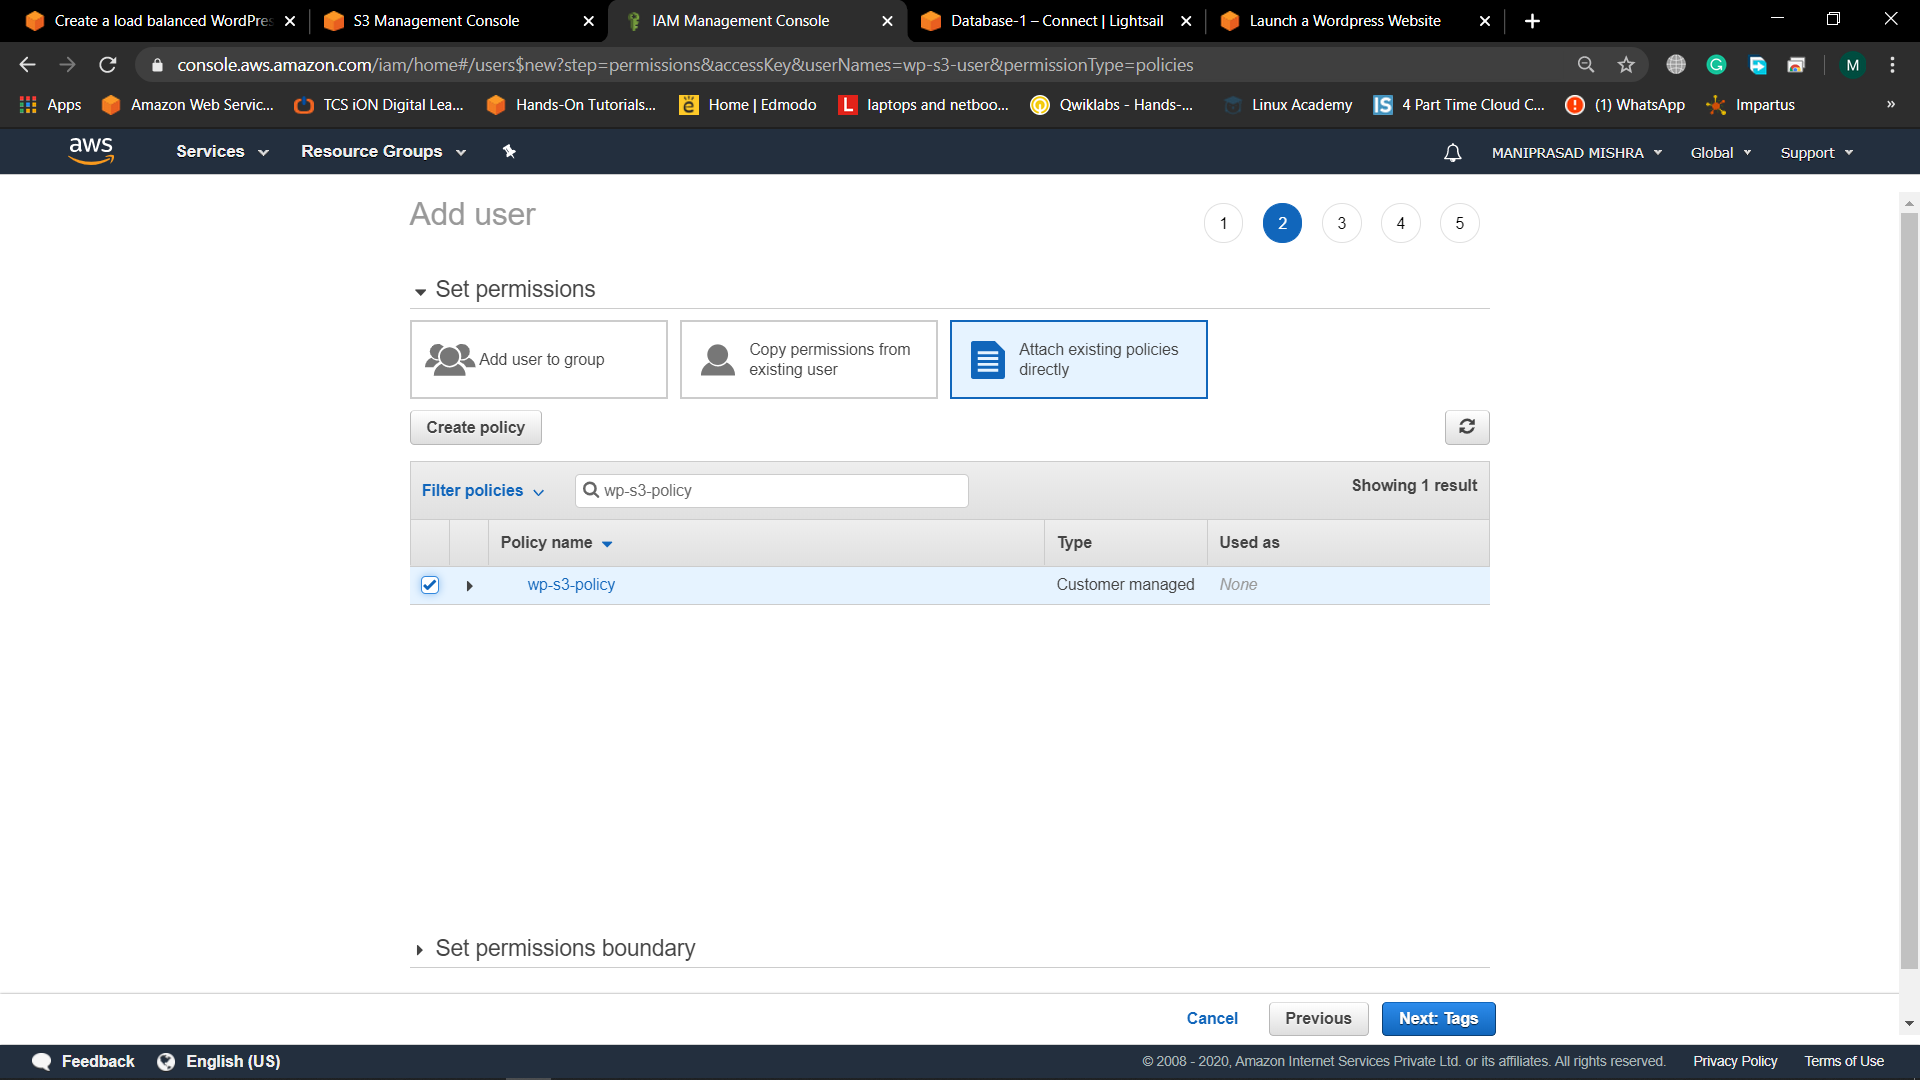 Create a load balanced WordPres
S3 Management Console
IAM Management Console
Database-1 – Connect | Lightsail
Launch a Wordpress Website
console.aws.amazon.com/iam/home#/users$new?step=permissions&accessKey&userNames=wp-s3-user&permissionType=policies
M
Apps
Amazon Web Servic...
TCS iON Digital Lea...
Hands-On Tutorials...
Home | Edmodo
laptops and netboo...
Qwiklabs - Hands-...
Linux Academy
4 Part Time Cloud C...
(1) WhatsApp
Impartus
»
aws
Services
Resource Groups
MANIPRASAD MISHRA
Global
Support
Add user
1
2
3
4
5
Set permissions
Add user to group
Copy permissions from
existing user
Attach existing policies
directly
Create policy
Filter policies
wp-s3-policy
Showing 1 result
Policy name
Type
Used as
wp-s3-policy
Customer managed
None
Set permissions boundary
Cancel
Previous
Next: Tags
Feedback
English (US)
© 2008 - 2020, Amazon Internet Services Private Ltd. or its affiliates. All rights reserved.
Privacy Policy
Terms of Use